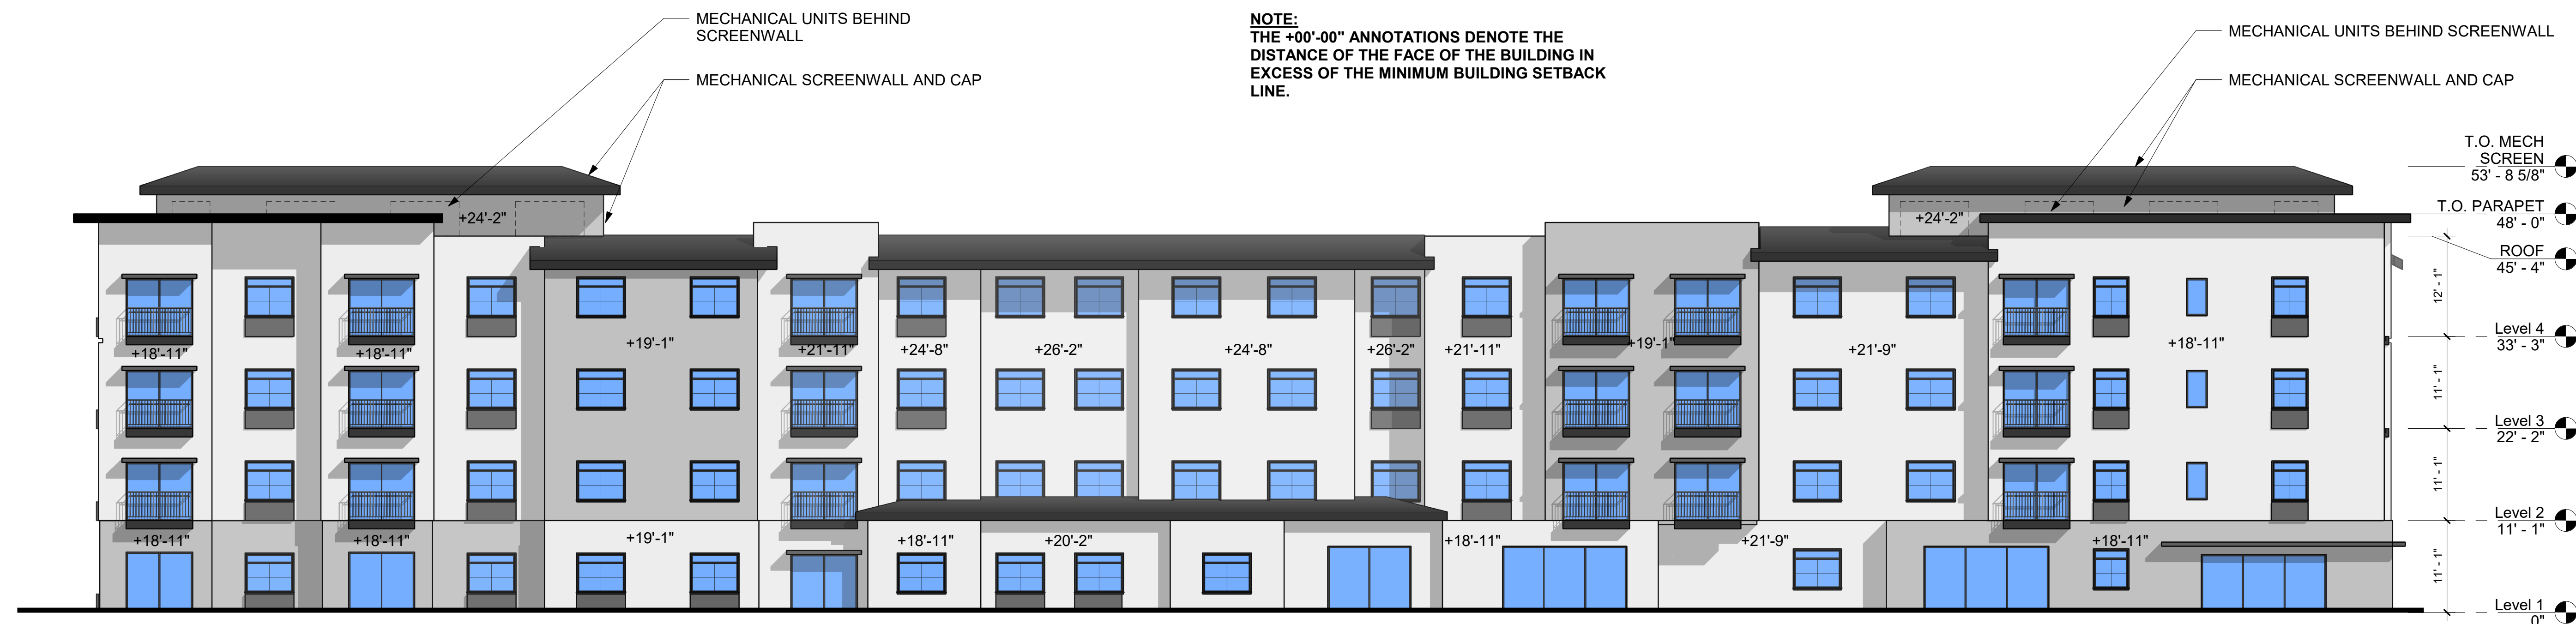 MECHANICAL UNITS BEHIND
SCREENWALL
MECHANICAL SCREENWALL AND CAP
NOTE:
THE +00'-00" ANNOTATIONS DENOTE THE
DISTANCE OF THE FACE OF THE BUILDING IN
EXCESS OF THE MINIMUM BUILDING SETBACK
LINE.
MECHANICAL UNITS BEHIND SCREENWALL
MECHANICAL SCREENWALL AND CAP
T.O. MECH
SCREEN
53' - 8 5/8"
T.O. PARAPET
48' - 0"
ROOF
45' - 4"
12' - 1"
Level 4
33' - 3"
11' - 1"
Level 3
22' - 2"
11' - 1"
Level 2
11' - 1"
11' - 1"
Level 1
0"
+24'-2"
+24'-2"
+18'-11"
+18'-11"
+19'-1"
+21'-11"
+24'-8"
+26'-2"
+24'-8"
+26'-2"
+21'-11"
+19'-1"
+21'-9"
+18'-11"
+18'-11"
+18'-11"
+19'-1"
+18'-11"
+20'-2"
+18'-11"
+21'-9"
+18'-11"